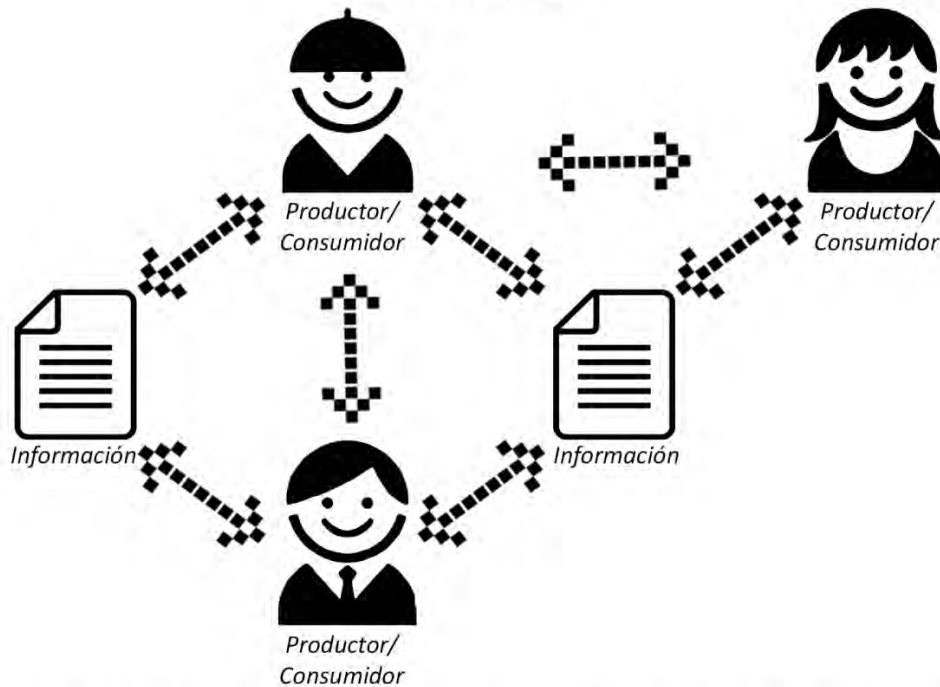 Productor/
Consumidor
Productor/
Consumidor
Información
Información
Productor/
Consumidor